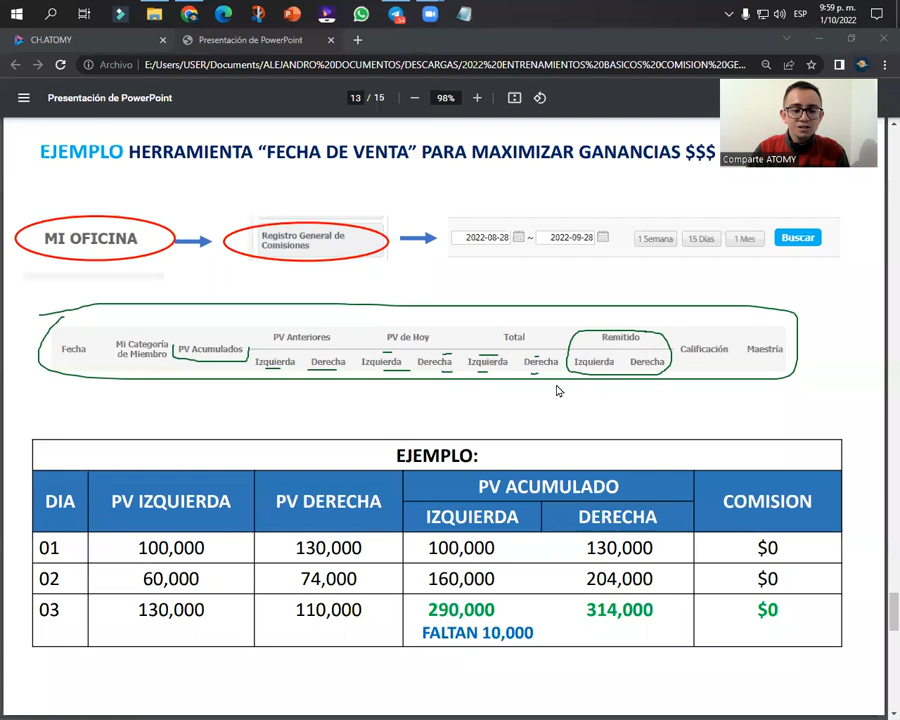 9:59 p. m.
ESP
1/10/2022
CH.ATOMY
Presentación de PowerPoint
Archivo
E:/Users/USER/Documents/ALEJANDRO%20DOCUMENTOS/DESCARGAS/2022%20ENTRENAMIENTOS%20BASICOS%20COMISION%20GE...
Presentación de PowerPoint
13 / 15
98%
Comparte ATOMY
EJEMPLO HERRAMIENTA “FECHA DE VENTA” PARA MAXIMIZAR GANANCIAS $$$
MI OFICINA
Registro General de
Comisiones
2022-08-28 ~ 2022-09-28 1 Semana 15 Días 1 Mes Buscar
Fecha
Mi Categoría
de Miembro
PV Acumulados
PV Anteriores PV de Hoy Total Remitido
Izquierda Derecha Izquierda Derecha Izquierda Derecha Izquierda Derecha
Calificación Maestría
EJEMPLO:
DIA PV IZQUIERDA PV DERECHA PV ACUMULADO COMISION
IZQUIERDA DERECHA
01 100,000 130,000 100,000 130,000 $0
02 60,000 74,000 160,000 204,000 $0
03 130,000 110,000 290,000 314,000 $0
FALTAN 10,000